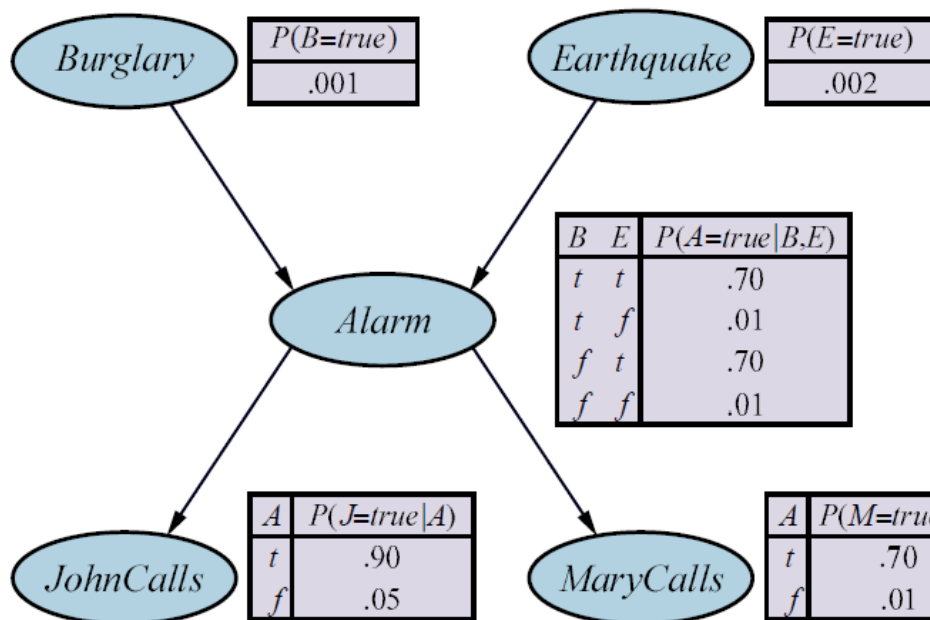 Burglary
P(B=true)
.001
Earthquake
P(E=true)
.002
B E P(A=true|B,E)
t t .70
t f .01
f t .70
f f .01
Alarm
A P(J=true|A)
t .90
f .05
JohnCalls
A P(M=true
t .70
f .01
MaryCalls